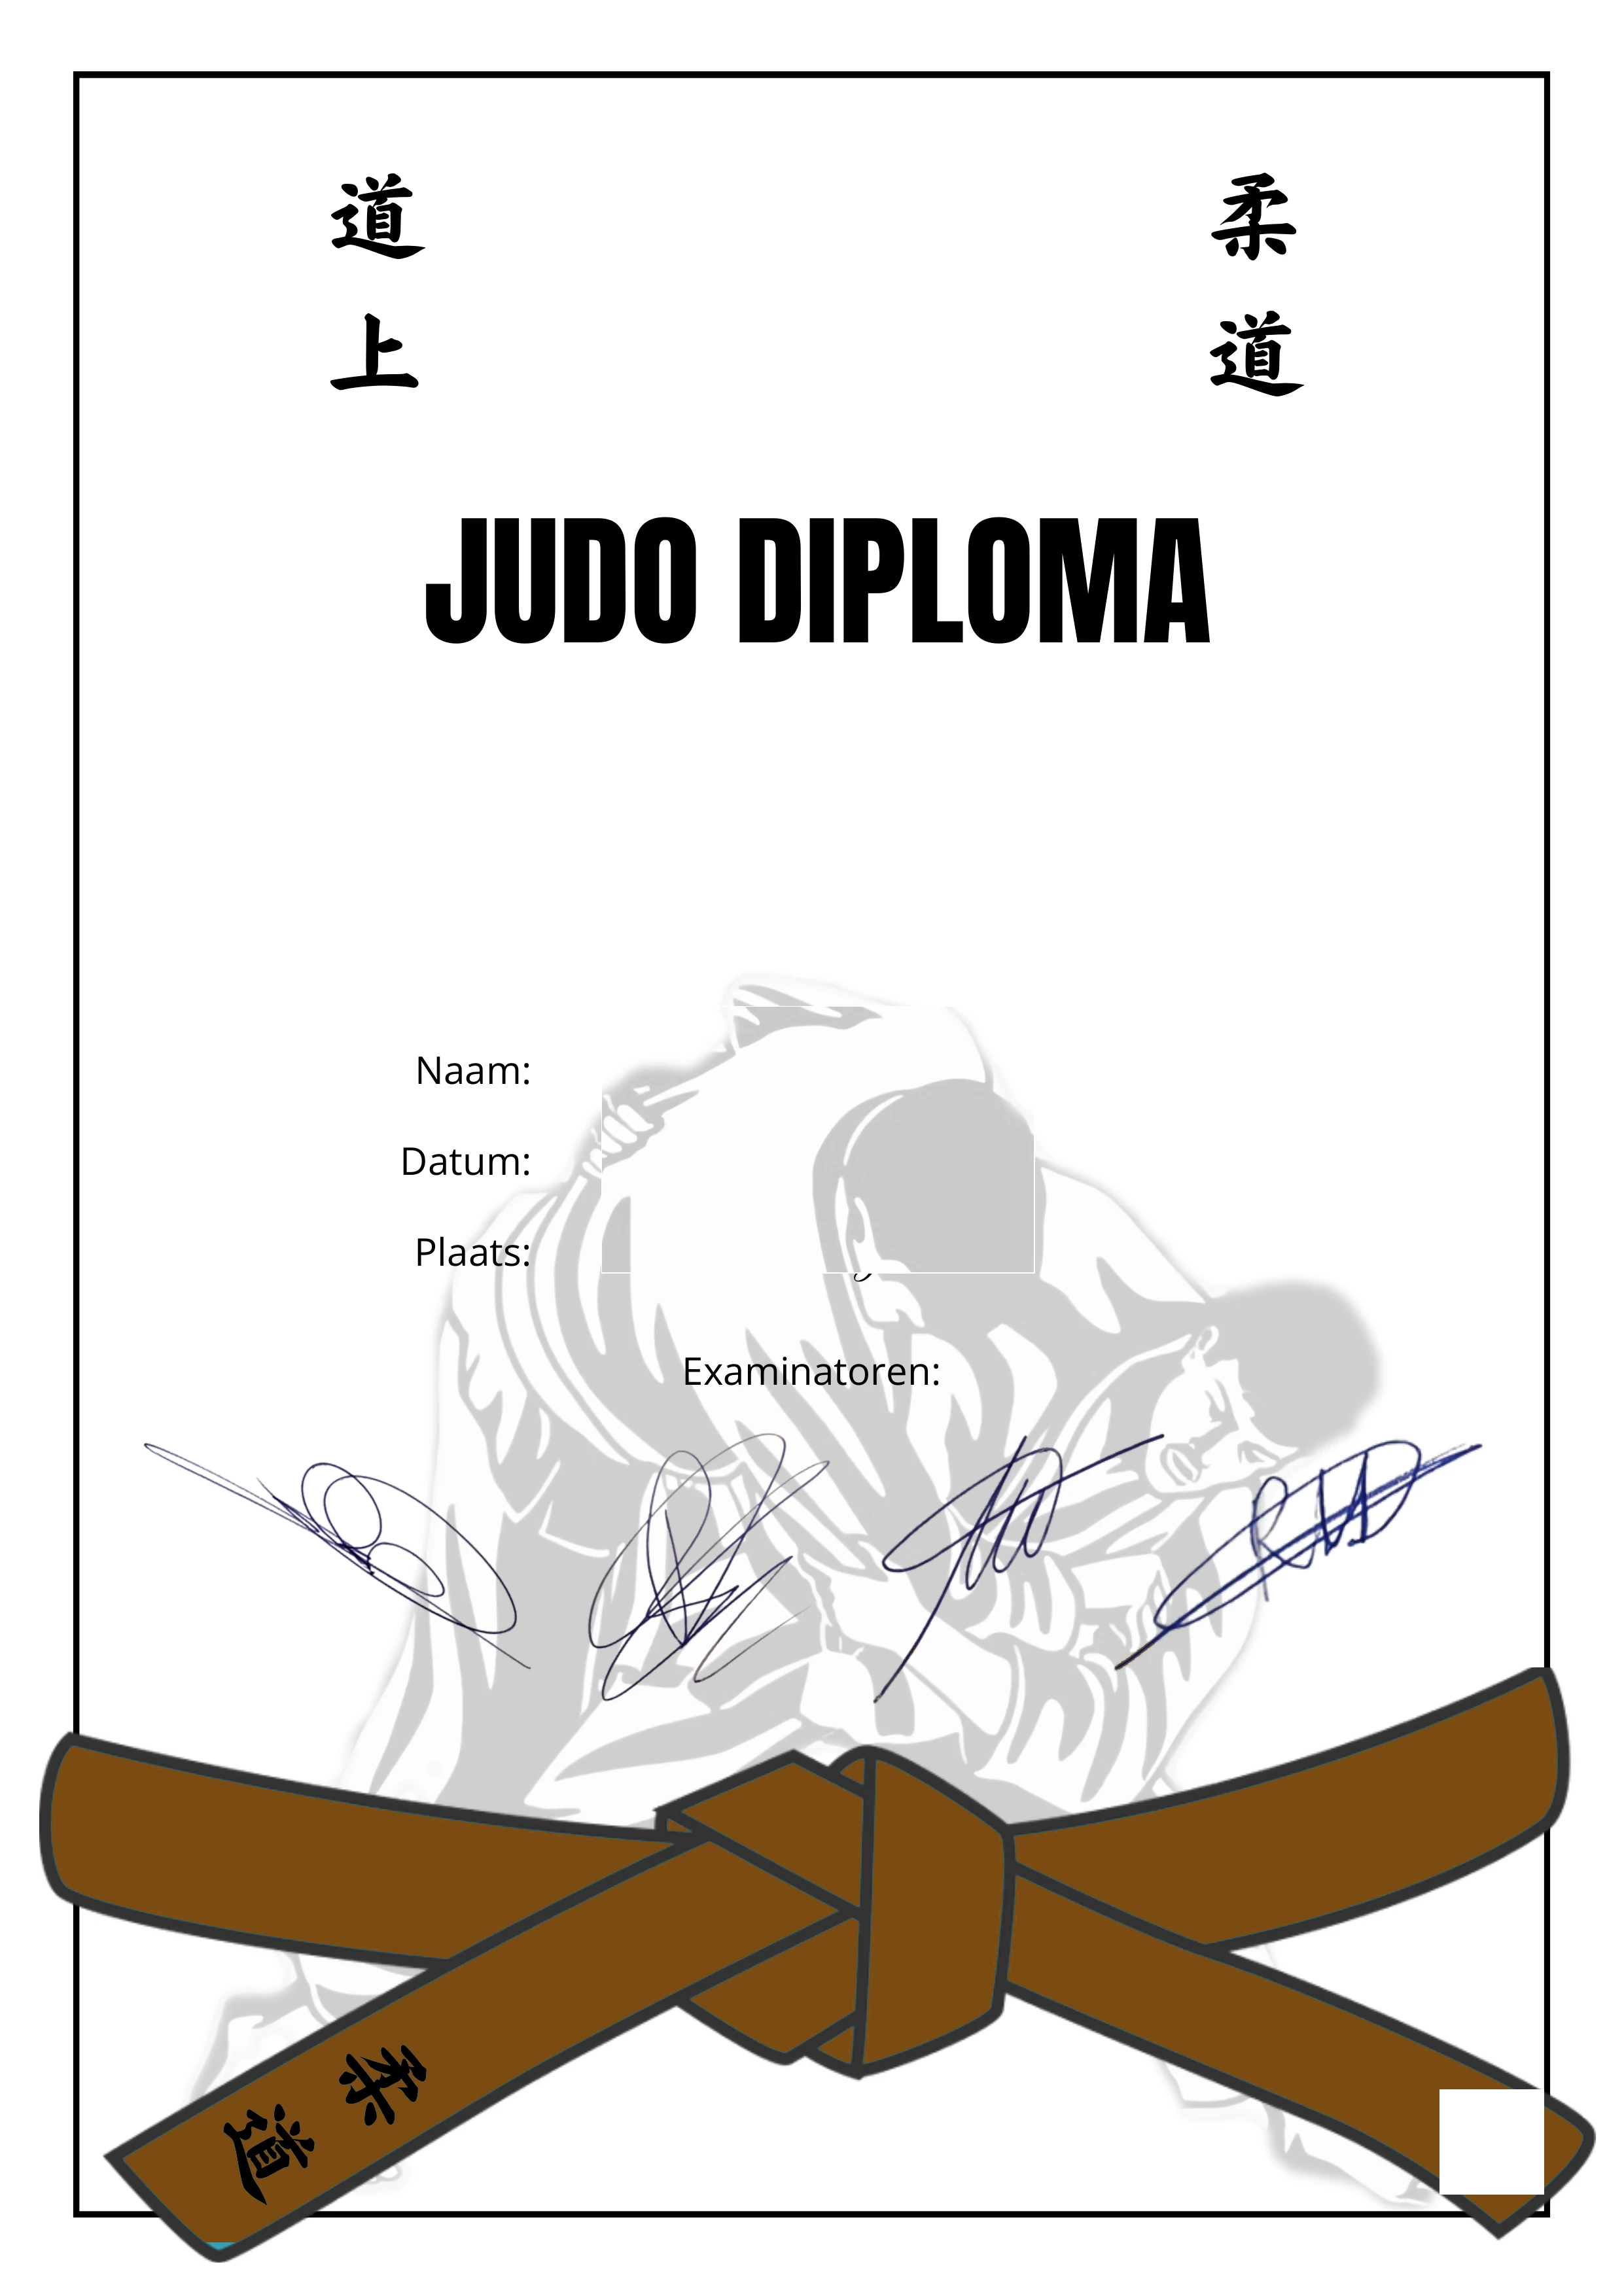 道上
柔道
JUDO DIPLOMA
Naam:
Datum:
Plaats:
Examinatoren:
柔道